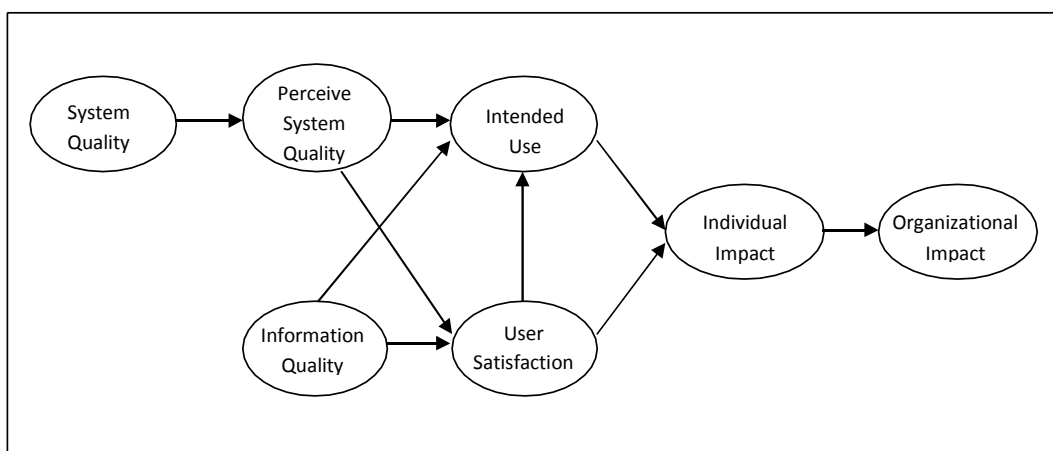 System
Quality
Perceive
System
Quality
Intended
Use
Individual
Impact
Organizational
Impact
Information
Quality
User
Satisfaction